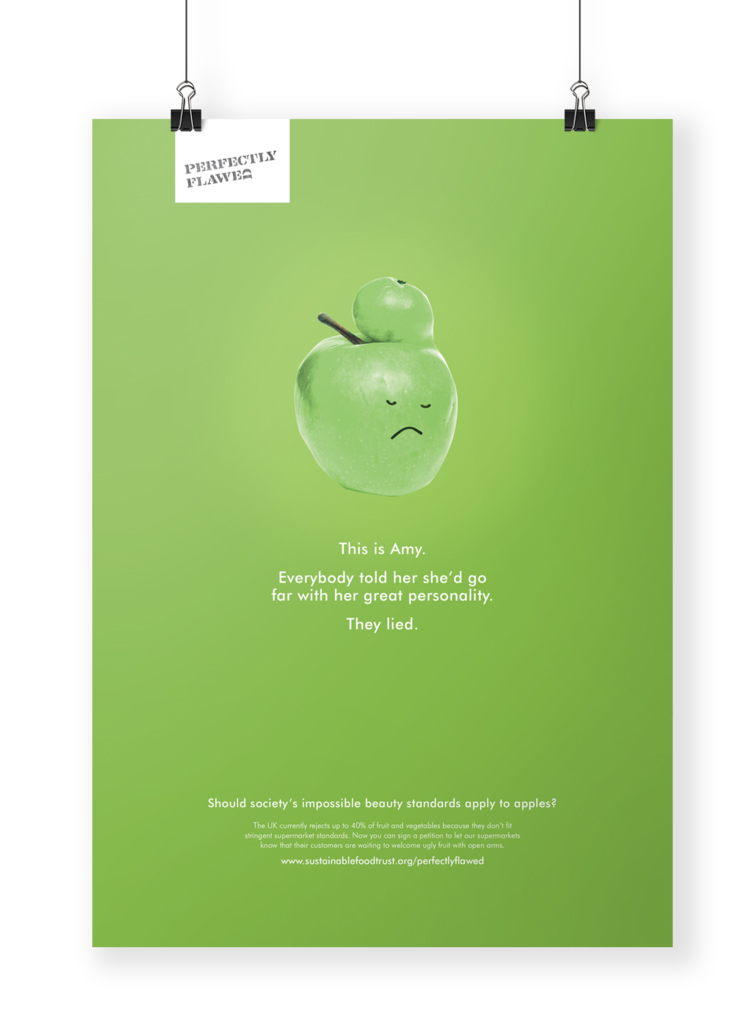 PERFECTLY
FLAWED
This is Amy.
Everybody told her she'd go
far with her great personality.
They lied.
Should society's impossible beauty standards apply to apples?
The UK currently rejects up to 40% of fruit and vegetables because they don't fit
stringent supermarket standards. Now you can sign a petition to let our supermarkets
know that their customers are waiting to welcome ugly fruit with open arms.
www.sustainablefoodtrust.org/perfectlyflawed